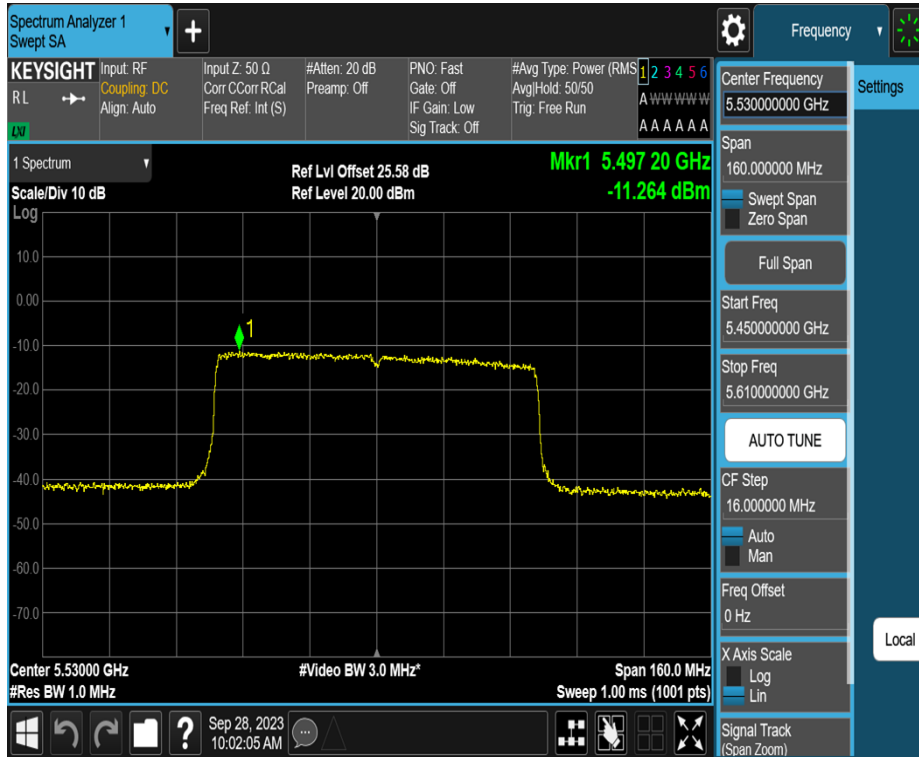 Spectrum Analyzer 1
Swept SA
+
Frequency
KEYSIGHT
R L
LXI
Input: RF
Coupling: DC
Align: Auto
Input Z: 50 Ω
Corr CCorr RCal
Freq Ref: Int (S)
#Atten: 20 dB
Preamp: Off
PNO: Fast
Gate: Off
IF Gain: Low
Sig Track: Off
#Avg Type: Power (RMS
Avg|Hold: 50/50
Trig: Free Run
1 2 3 4 5 6
A W W W W W
A A A A A A
1 Spectrum
Scale/Div 10 dB
Log
Ref Lvl Offset 25.58 dB
Ref Level 20.00 dBm
Mkr1 5.497 20 GHz
-11.264 dBm
10.0
0.00
-10.0
-20.0
-30.0
-40.0
-50.0
-60.0
-70.0
1
Center 5.53000 GHz
#Res BW 1.0 MHz
#Video BW 3.0 MHz*
Span 160.0 MHz
Sweep 1.00 ms (1001 pts)
?
Sep 28, 2023
10:02:05 AM
Center Frequency
5.530000000 GHz
Span
160.000000 MHz
Swept Span
Zero Span
Full Span
Start Freq
5.450000000 GHz
Stop Freq
5.610000000 GHz
AUTO TUNE
CF Step
16.000000 MHz
Auto
Man
Freq Offset
0 Hz
X Axis Scale
Log
Lin
Signal Track
(Span Zoom)
Settings
Local